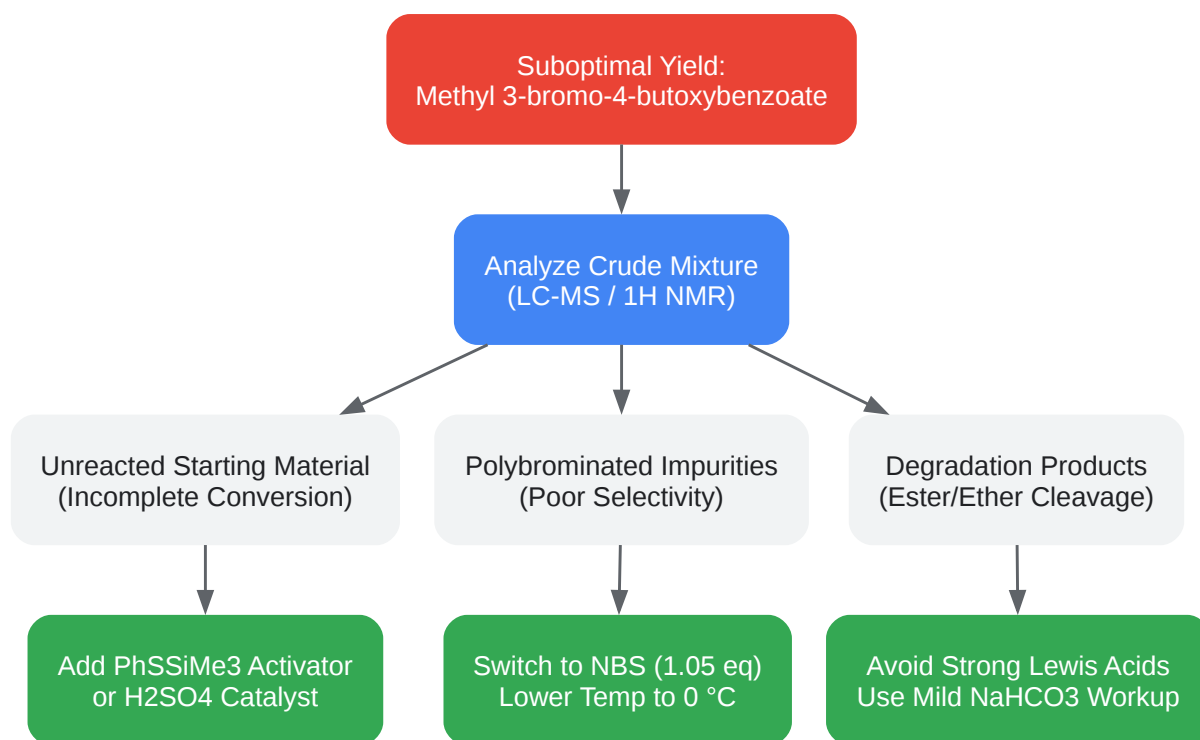 Suboptimal Yield:
Methyl 3-bromo-4-butoxybenzoate
Analyze Crude Mixture
(LC-MS / 1H NMR)
Unreacted Starting Material
(Incomplete Conversion)
Polybrominated Impurities
(Poor Selectivity)
Degradation Products
(Ester/Ether Cleavage)
Add PhSSiMe3 Activator
or H2SO4 Catalyst
Switch to NBS (1.05 eq)
Lower Temp to 0 °C
Avoid Strong Lewis Acids
Use Mild NaHCO3 Workup